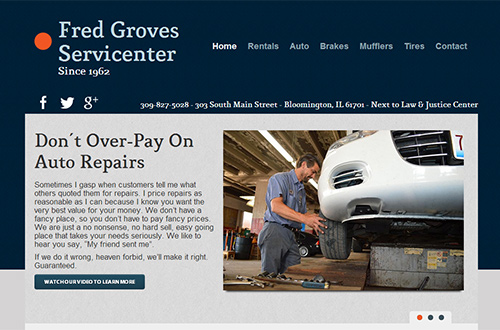 Fred Groves
Servicenter
Since 1962
Home Rentals Auto Brakes Mufflers Tires Contact
f g+
309-827-5028 - 303 South Main Street - Bloomington, IL 61701 - Next to Law & Justice Center
Don´t Over-Pay On
Auto Repairs
Sometimes I gasp when customers tell me what
others quoted them for repairs. I price repairs as
reasonable as I can because I know you want the
very best value for your money. We don't have a
fancy place, so you don't have to pay fancy prices.
We are just a no nonsense, no hard sell, easy going
place that takes your needs seriously. We like to
hear you say, "My friend sent me".
If we do it wrong, heaven forbid, we'll make it right.
Guaranteed.
WATCH OUR VIDEO TO LEARN MORE